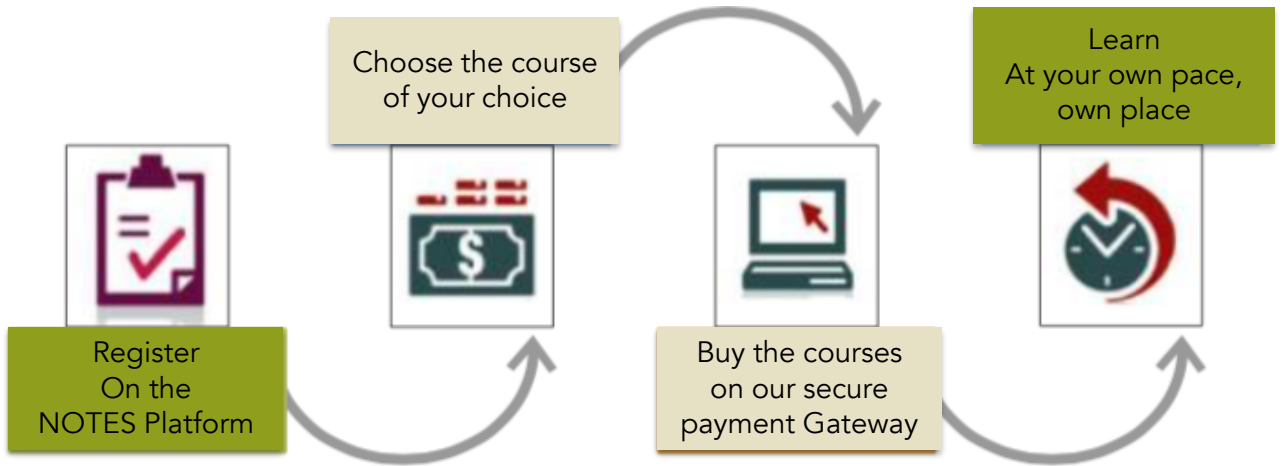 Register
On the
NOTES Platform
Choose the course
of your choice
$
Buy the courses
on our secure
payment Gateway
Learn
At your own pace,
own place